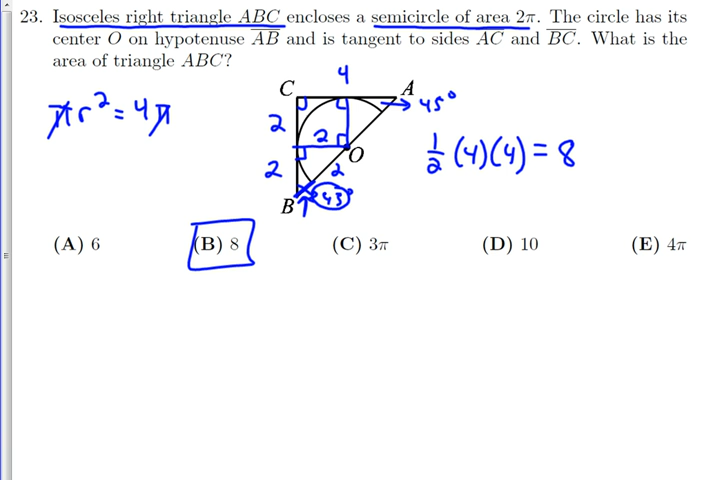 23. Isosceles right triangle ABC encloses a semicircle of area 2π. The circle has its
center O on hypotenuse AB and is tangent to sides AC and BC. What is the
area of triangle ABC?
πr² = 4π
4
C
A
45°
2
2
O
2
2
B
45°
1/2 (4)(4) = 8
(A) 6 (B) 8 (C) 3π (D) 10 (E) 4π